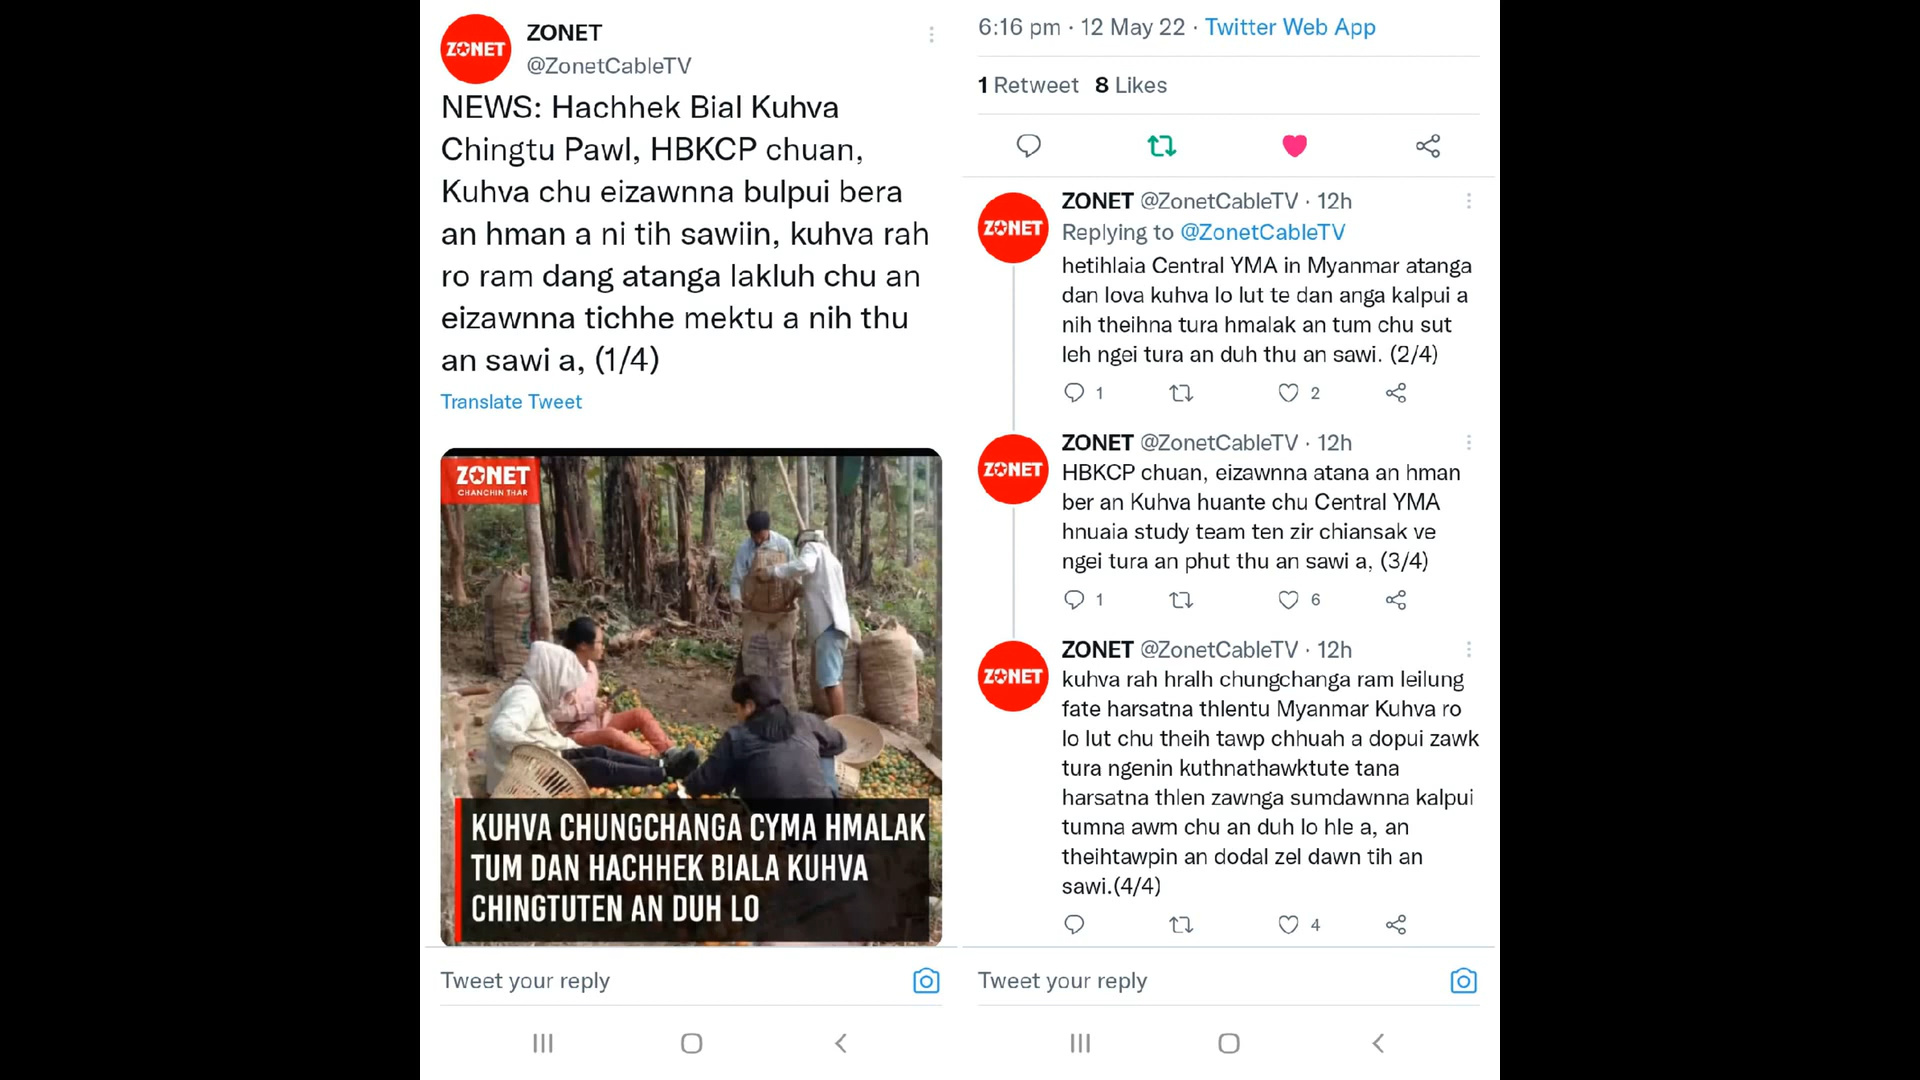 ZONET
ZONET
@ZonetCableTV
NEWS: Hachhek Bial Kuhva
Chingtu Pawl, HBKCP chuan,
Kuhva chu eizawnna bulpui bera
an hman a ni tih sawiin, kuhva rah
ro ram dang atanga lakluh chu an
eizawnna tichhe mektu a nih thu
an sawi a, (1/4)
Translate Tweet
ZONET
CHANCHIN THAR
KUHVA CHUNGCHANGA CYMA HMALAK
TUM DAN HACHHEK BIALA KUHVA
CHINGTUTEN AN DUH LO
Tweet your reply
6:16 pm · 12 May 22 · Twitter Web App
1 Retweet 8 Likes
ZONET
ZONET @ZonetCableTV · 12h
Replying to @ZonetCableTV
hetihlaia Central YMA in Myanmar atanga
dan lova kuhva lo lut te dan anga kalpui a
nih theihna tura hmalak an tum chu sut
leh ngei tura an duh thu an sawi. (2/4)
1 2
ZONET
ZONET @ZonetCableTV · 12h
HBKCP chuan, eizawnna atana an hman
ber an Kuhva huante chu Central YMA
hnuaia study team ten zir chiansak ve
ngei tura an phut thu an sawi a, (3/4)
1 6
ZONET
ZONET @ZonetCableTV · 12h
kuhva rah hralh chungchanga ram leilung
fate harsatna thlentu Myanmar Kuhva ro
lo lut chu theih tawp chhuah a dopui zawk
tura ngenin kuthnathawktute tana
harsatna thlen zawnga sumdawnna kalpui
tumna awm chu an duh lo hle a, an
theihtawpin an dodal zel dawn tih an
sawi.(4/4)
4
Tweet your reply